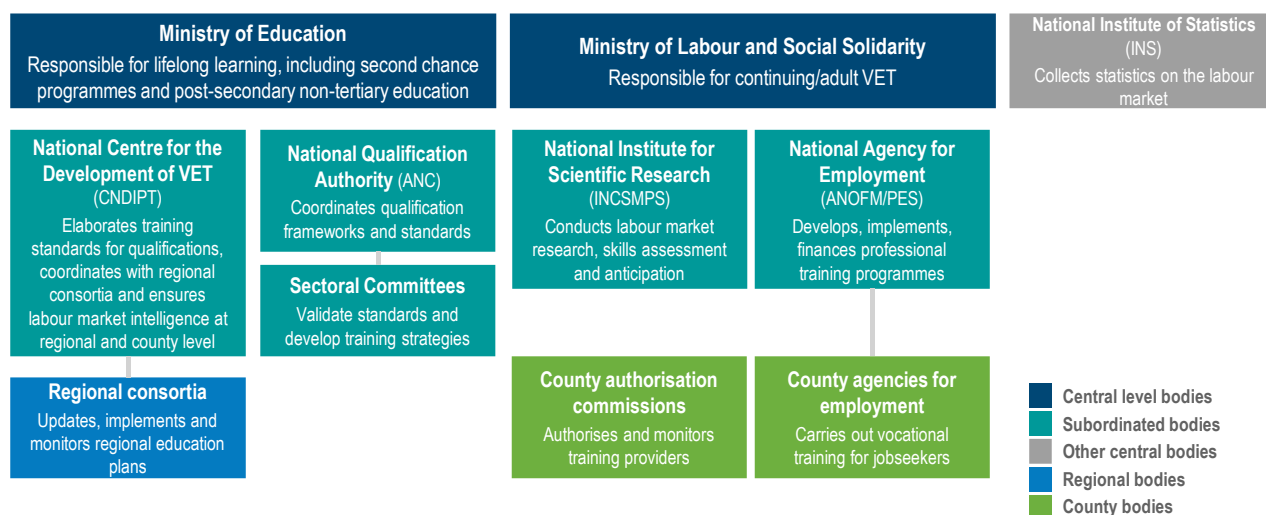 Ministry of Education
Responsible for lifelong learning, including second chance
programmes and post-secondary non-tertiary education
Ministry of Labour and Social Solidarity
Responsible for continuing/adult VET
National Institute of Statistics
(INS)
Collects statistics on the labour
market
National Centre for the
Development of VET
(CNDIPT)
Elaborates training
standards for qualifications,
coordinates with regional
consortia and ensures
labour market intelligence at
regional and county level
National Qualification
Authority (ANC)
Coordinates qualification
frameworks and standards
Sectoral Committees
Validate standards and
develop training strategies
National Institute for
Scientific Research
(INCSMPS)
Conducts labour market
research, skills assessment
and anticipation
National Agency for
Employment
(ANOFM/PES)
Develops, implements,
finances professional
training programmes
Regional consortia
Updates, implements and
monitors regional education
plans
County authorisation
commissions
Authorises and monitors
training providers
County agencies for
employment
Carries out vocational
training for jobseekers
Central level bodies
Subordinated bodies
Other central bodies
Regional bodies
County bodies